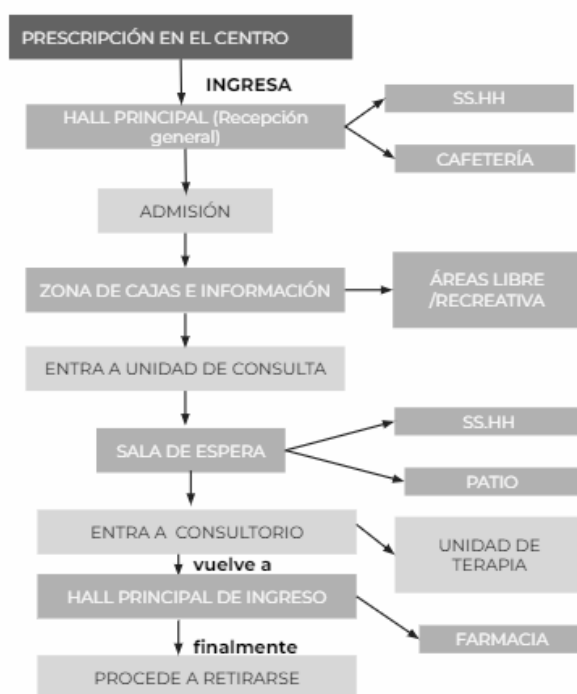 PRESCRIPCIÓN EN EL CENTRO
INGRESA
HALL PRINCIPAL (Recepción
general)
SS.HH
CAFETERÍA
ADMISIÓN
ZONA DE CAJAS E INFORMACIÓN
ÁREAS LIBRE
/RECREATIVA
ENTRA A UNIDAD DE CONSULTA
SALA DE ESPERA
SS.HH
PATIO
ENTRA A CONSULTORIO
UNIDAD DE
TERAPIA
vuelve a
HALL PRINCIPAL DE INGRESO
FARMACIA
finalmente
PROCEDE A RETIRARSE